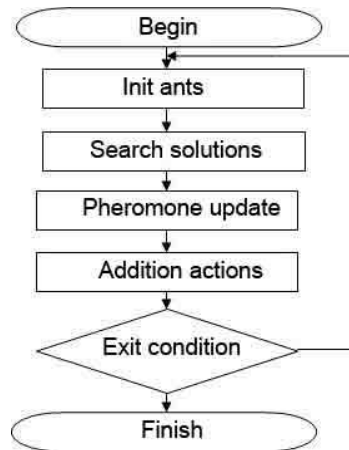 Begin
Init ants
Search solutions
Pheromone update
Addition actions
Exit condition
Finish